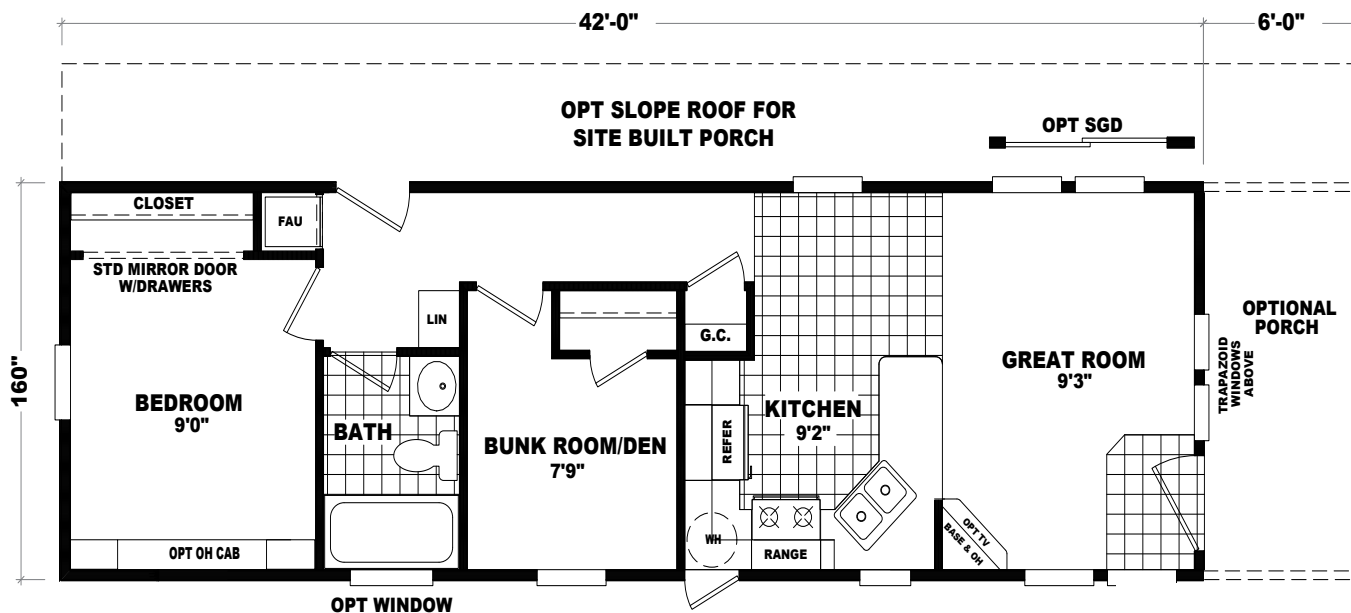 42'-0"
6'-0"
OPT SLOPE ROOF FOR
SITE BUILT PORCH
OPT SGD
CLOSET
FAU
STD MIRROR DOOR
W/DRAWERS
LIN
G.C.
OPTIONAL
PORCH
TRAPAZOID
WINDOWS
ABOVE
160"
BEDROOM
9'0"
BATH
BUNK ROOM/DEN
7'9"
REFER
KITCHEN
9'2"
GREAT ROOM
9'3"
OPT TV
BASE & OH
WH
RANGE
OPT OH CAB
OPT WINDOW